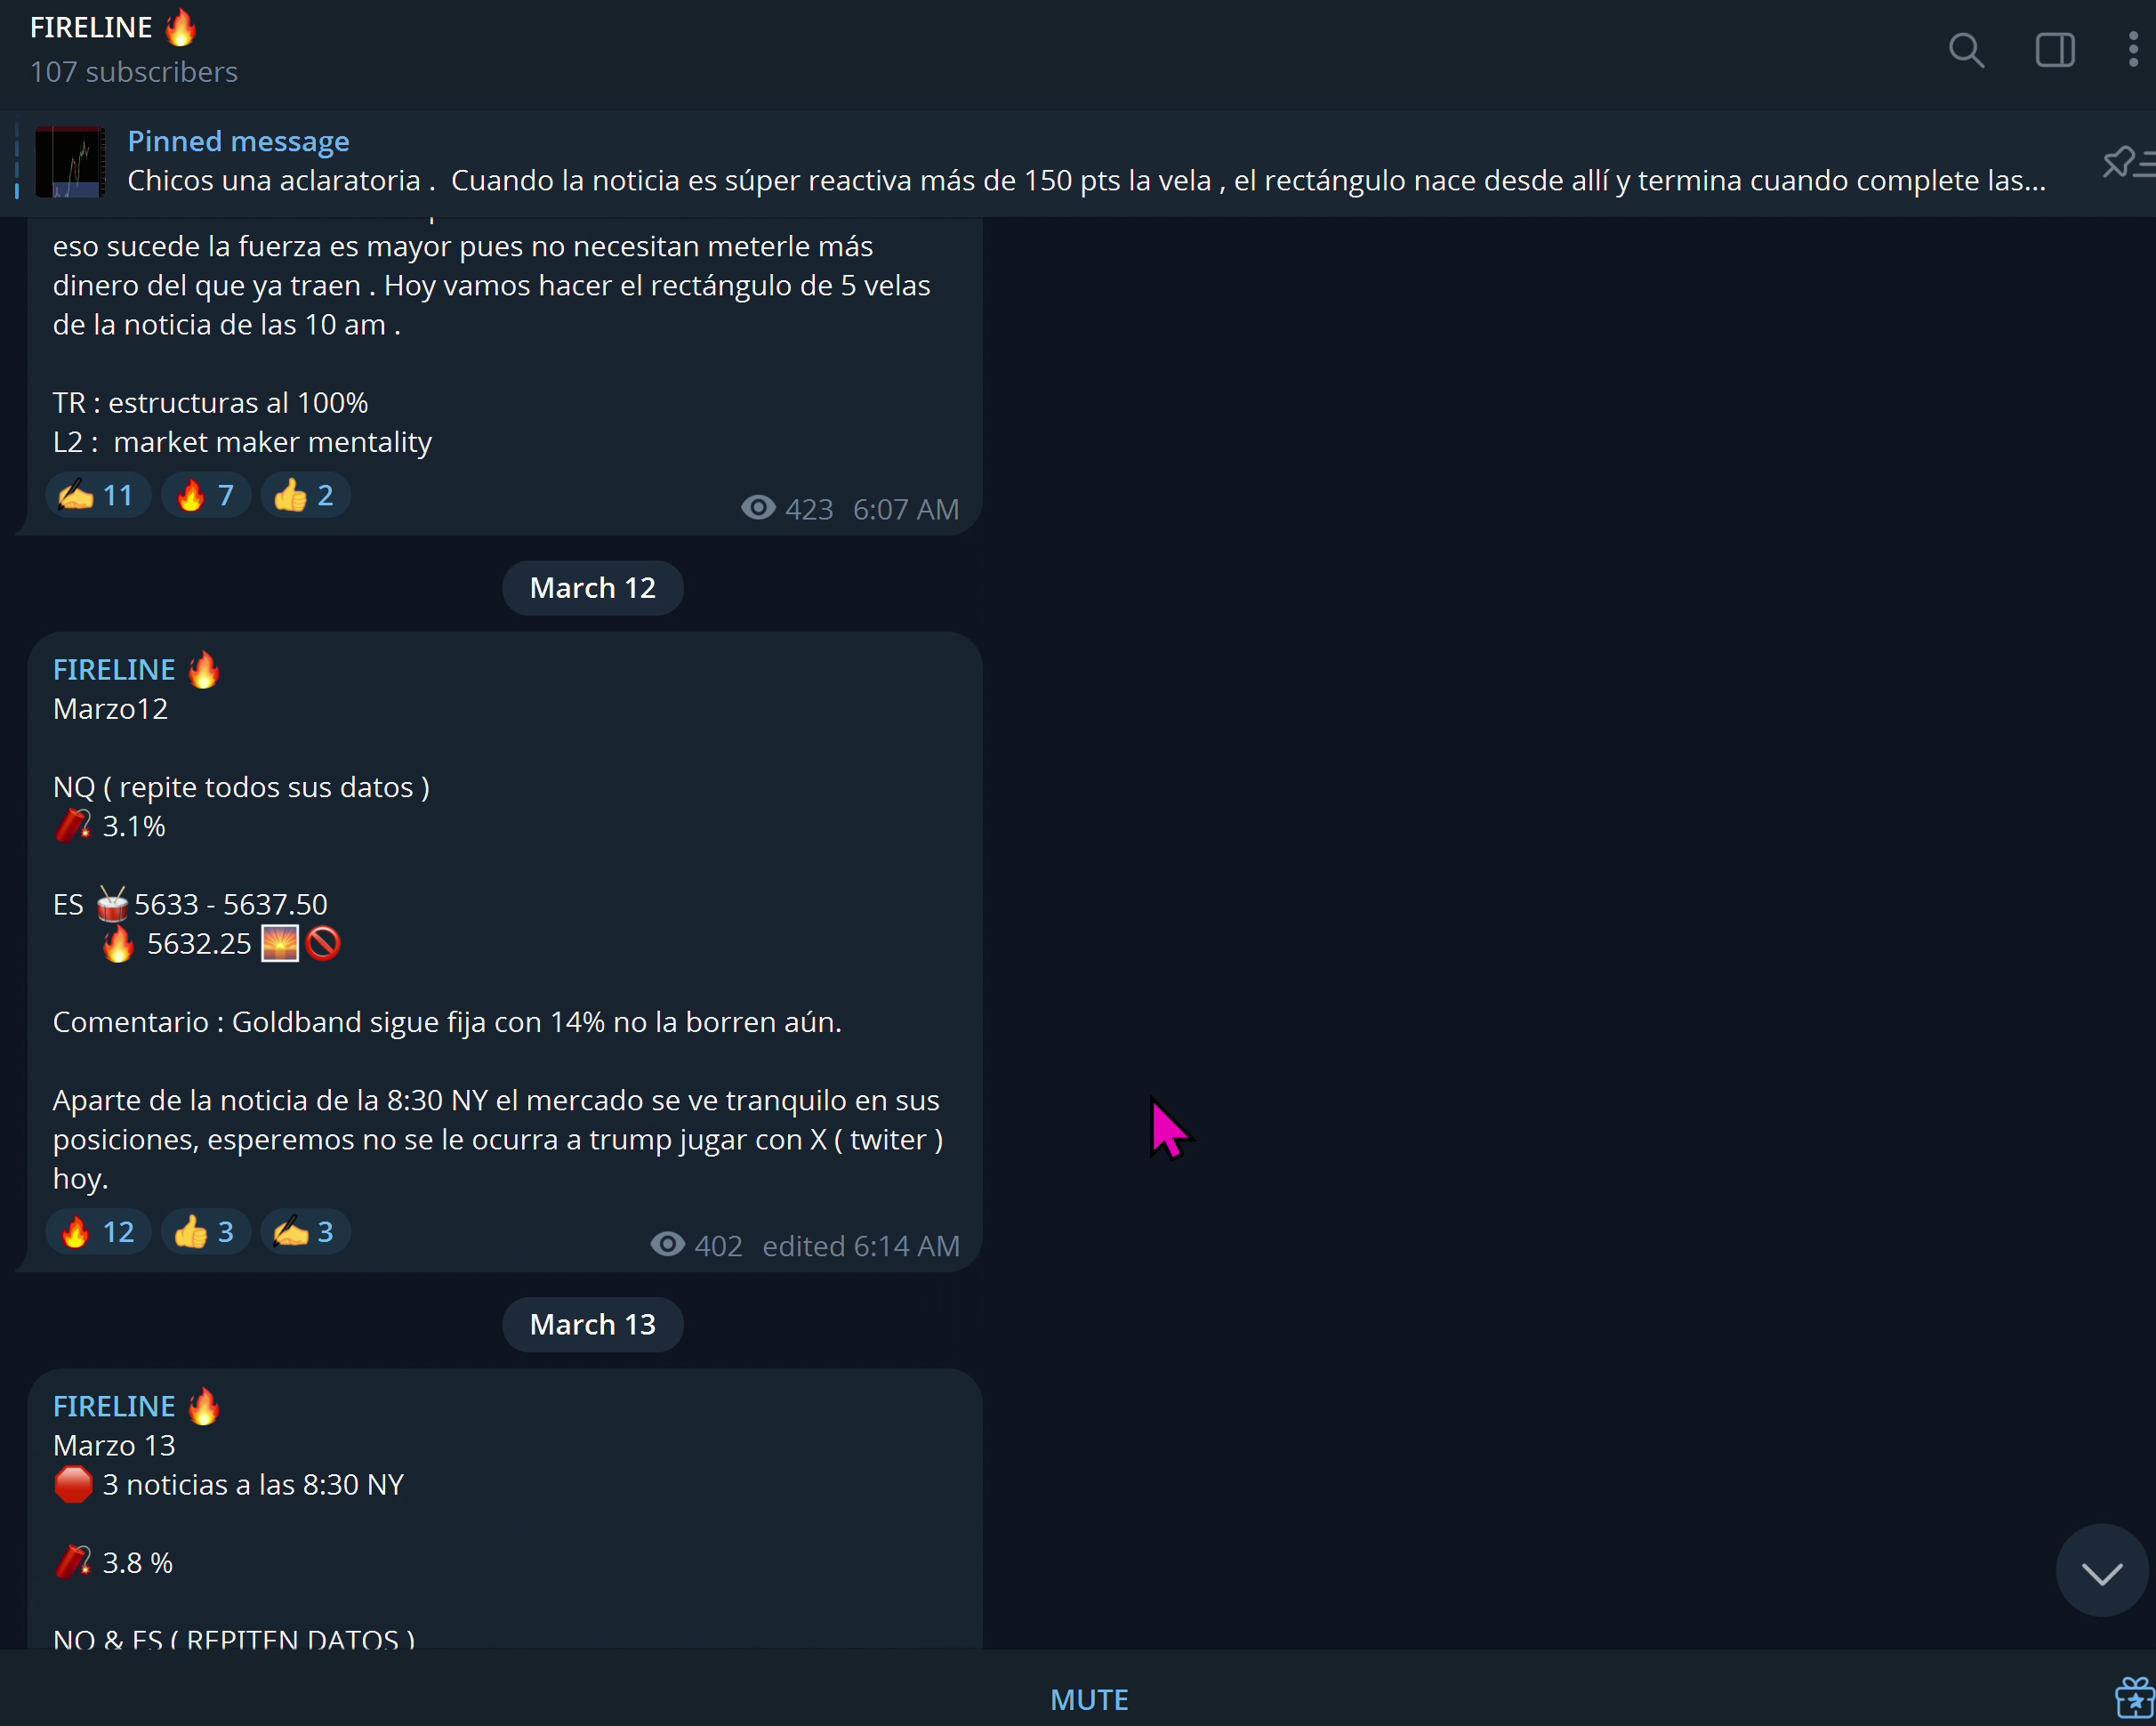 FIRELINE 🔥
107 subscribers
Pinned message
Chicos una aclaratoria .  Cuando la noticia es súper reactiva más de 150 pts la vela , el rectángulo nace desde allí y termina cuando complete las...
eso sucede la fuerza es mayor pues no necesitan meterle más
dinero del que ya traen . Hoy vamos hacer el rectángulo de 5 velas
de la noticia de las 10 am .
TR : estructuras al 100%
L2 :  market maker mentality
✍️ 11 🔥 7 👍 2
423 6:07 AM
March 12
FIRELINE 🔥
Marzo12
NQ ( repite todos sus datos )
🧨 3.1%
ES 🥁5633 - 5637.50
🔥 5632.25 🌅🚫
Comentario : Goldband sigue fija con 14% no la borren aún.
Aparte de la noticia de la 8:30 NY el mercado se ve tranquilo en sus
posiciones, esperemos no se le ocurra a trump jugar con X ( twiter )
hoy.
🔥 12 👍 3 ✍️ 3
402 edited 6:14 AM
March 13
FIRELINE 🔥
Marzo 13
🛑 3 noticias a las 8:30 NY
🧨 3.8 %
NQ & ES ( REPITEN DATOS )
MUTE